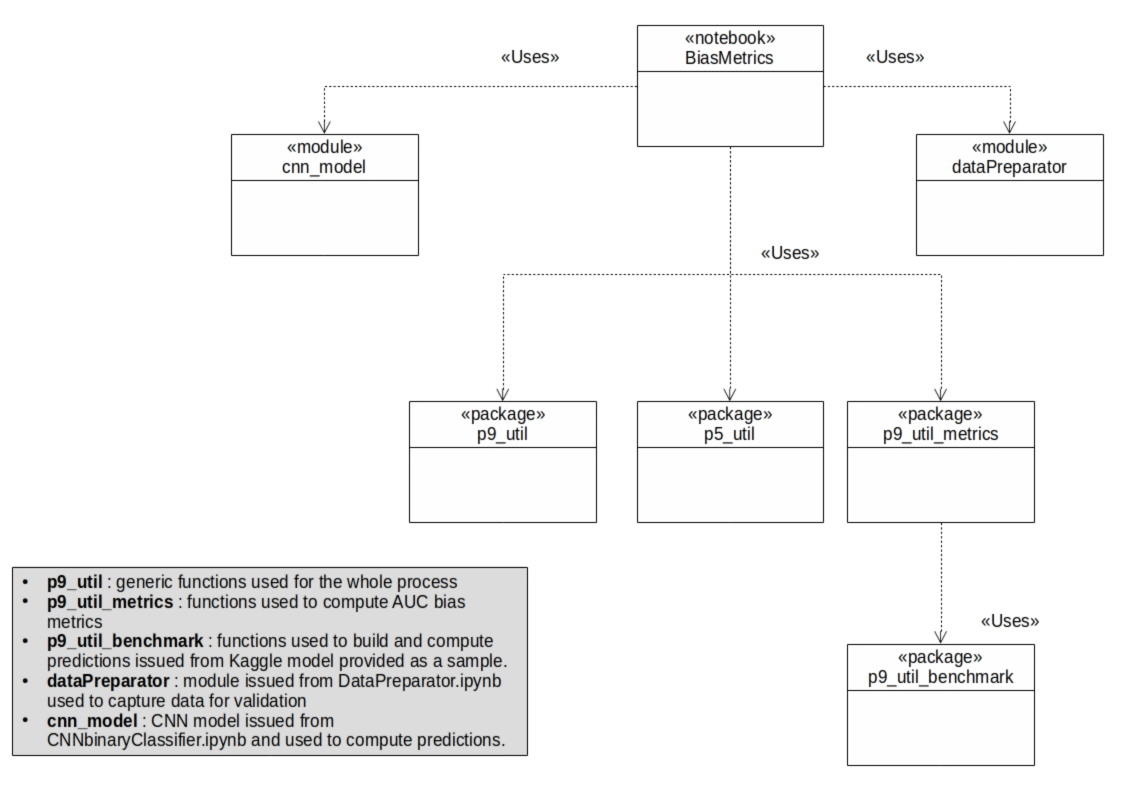 «notebook»
BiasMetrics
«Uses»
«Uses»
«module»
cnn_model
«module»
dataPreparator
«Uses»
«package»
p9_util
«package»
p5_util
«package»
p9_util_metrics
• p9_util : generic functions used for the whole process
• p9_util_metrics : functions used to compute AUC bias
metrics
• p9_util_benchmark : functions used to build and compute
predictions issued from Kaggle model provided as a sample.
• dataPreparator : module issued from DataPreparator.ipynb
used to capture data for validation
• cnn_model : CNN model issued from
CNNbinaryClassifier.ipynb and used to compute predictions.
«Uses»
«package»
p9_util_benchmark